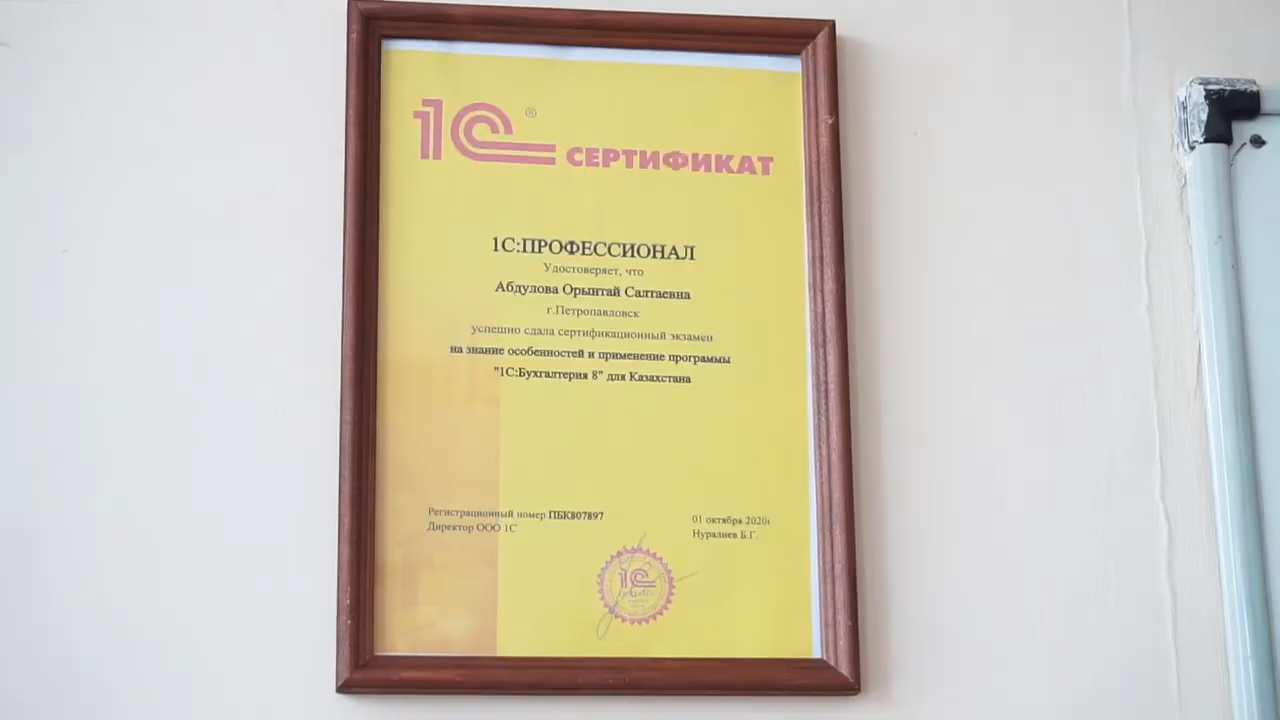 1С® СЕРТИФИКАТ
1С:ПРОФЕССИОНАЛ
Удостоверяет, что
Абдулова Орынтай Салтаевна
г.Петропавловск
успешно сдала сертификационный экзамен
на знание особенностей и применение программы
"1С:Бухгалтерия 8" для Казахстана
Регистрационный номер ПБК807897
Директор ООО 1С
01 октября 2020г
Нуралиев Б.Г.
1С